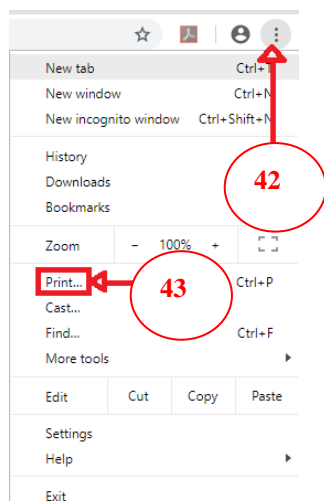 New tab Ctrl+T
New window Ctrl+N
New incognito window Ctrl+Shift+N
42
History
Downloads
Bookmarks
Zoom - 100% +
Print... 43 Ctrl+P
Cast...
Find... Ctrl+F
More tools
Edit Cut Copy Paste
Settings
Help
Exit